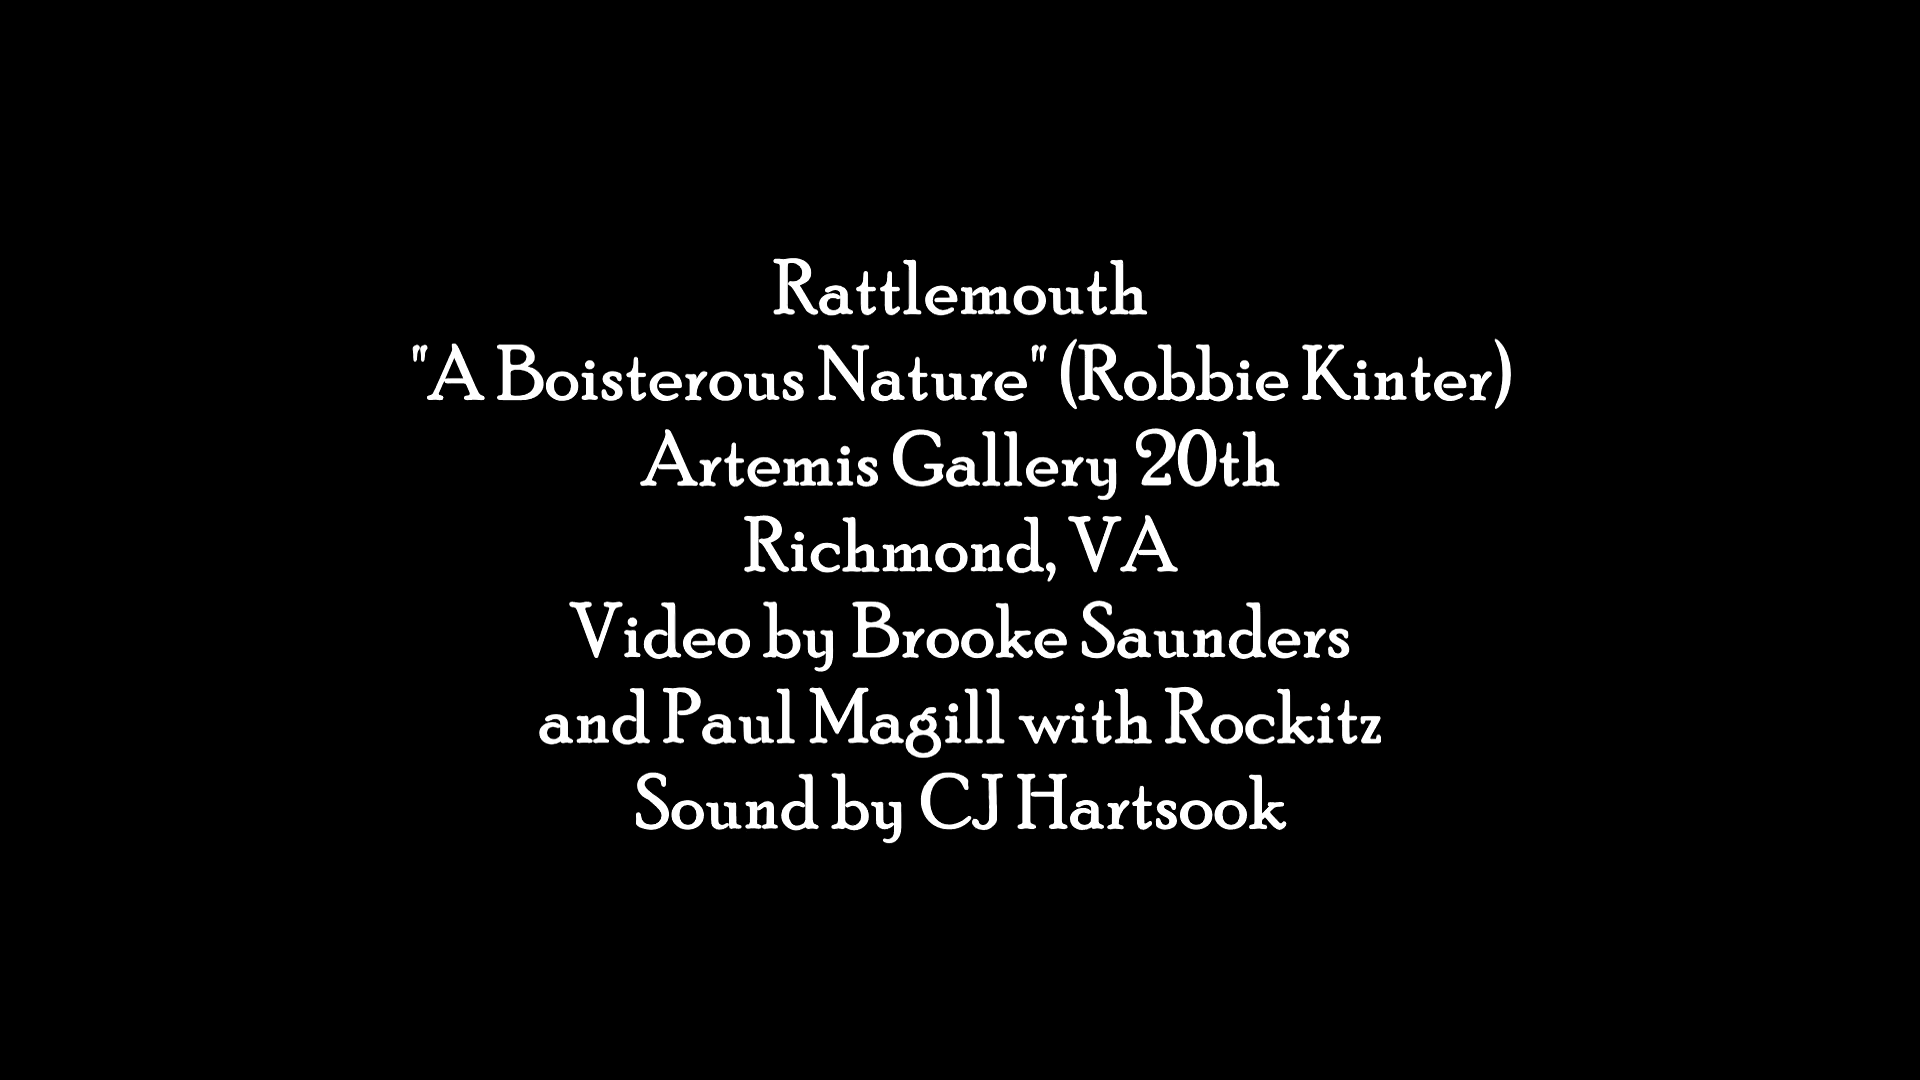 Rattlemouth
"A Boisterous Nature" (Robbie Kinter)
Artemis Gallery 20th
Richmond, VA
Video by Brooke Saunders
and Paul Magill with Rockitz
Sound by CJ Hartsook